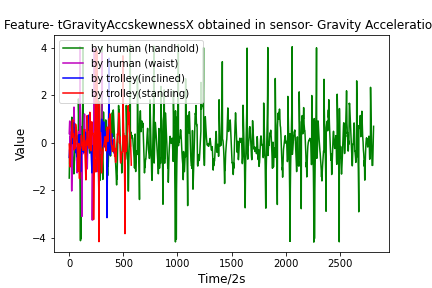 Feature- tGravityAccskewnessX obtained in sensor- Gravity Acceleratio
by human (handhold)
by human (waist)
by trolley(inclined)
by trolley(standing)
Value
4
2
0
−2
−4
0
500
1000
1500
2000
2500
Time/2s